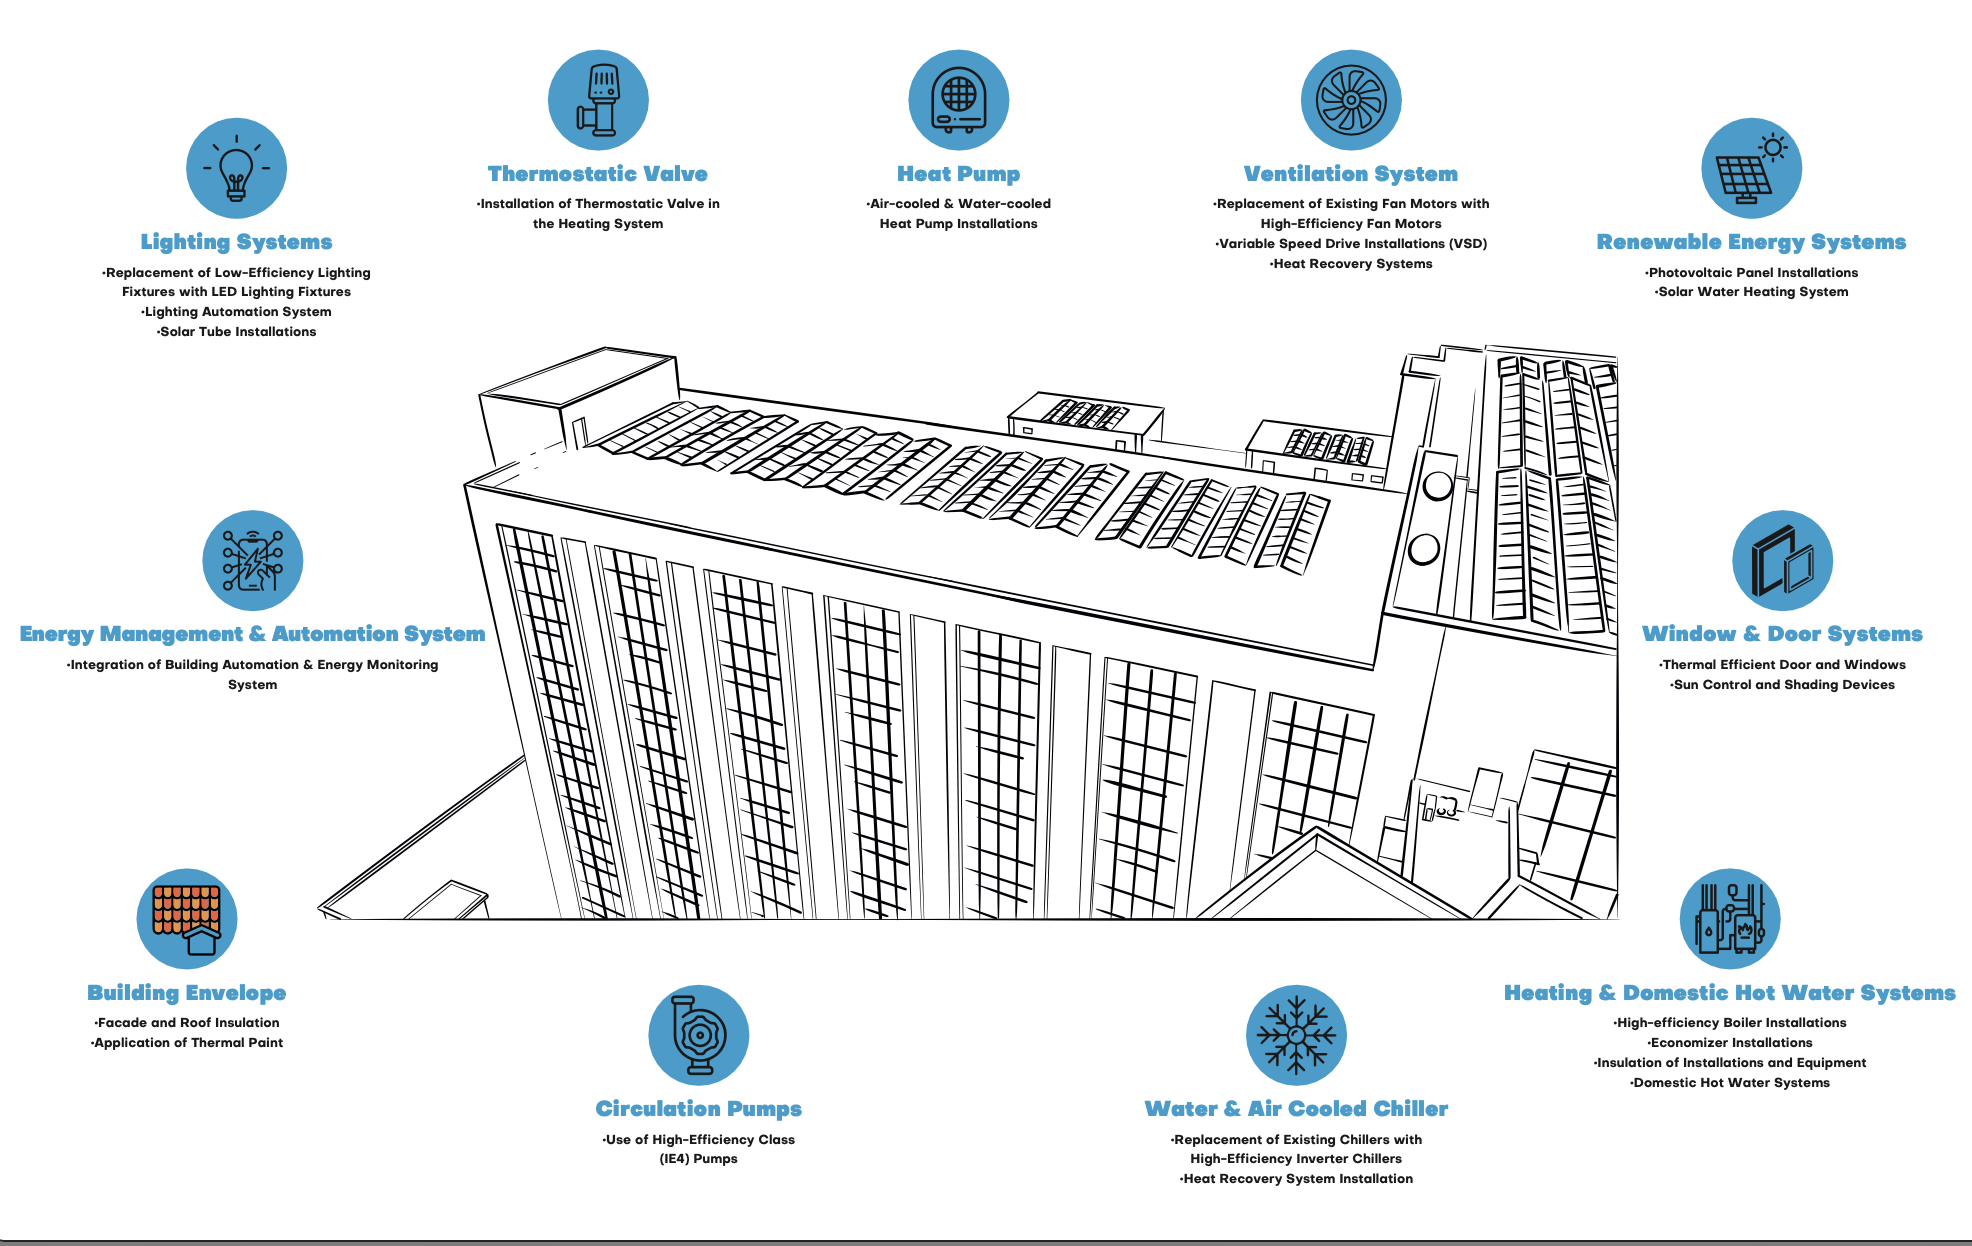 Thermostatic Valve
•Installation of Thermostatic Valve in
the Heating System
Heat Pump
•Air-cooled & Water-cooled
Heat Pump Installations
Ventilation System
•Replacement of Existing Fan Motors with
High-Efficiency Fan Motors
•Variable Speed Drive Installations (VSD)
•Heat Recovery Systems
Lighting Systems
•Replacement of Low-Efficiency Lighting
Fixtures with LED Lighting Fixtures
•Lighting Automation System
•Solar Tube Installations
Renewable Energy Systems
•Photovoltaic Panel Installations
•Solar Water Heating System
Energy Management & Automation System
•Integration of Building Automation & Energy Monitoring
System
Window & Door Systems
•Thermal Efficient Door and Windows
•Sun Control and Shading Devices
Building Envelope
•Facade and Roof Insulation
•Application of Thermal Paint
Heating & Domestic Hot Water Systems
•High-efficiency Boiler Installations
•Economizer Installations
•Insulation of Installations and Equipment
•Domestic Hot Water Systems
Circulation Pumps
•Use of High-Efficiency Class
(IE4) Pumps
Water & Air Cooled Chiller
•Replacement of Existing Chillers with
High-Efficiency Inverter Chillers
•Heat Recovery System Installation